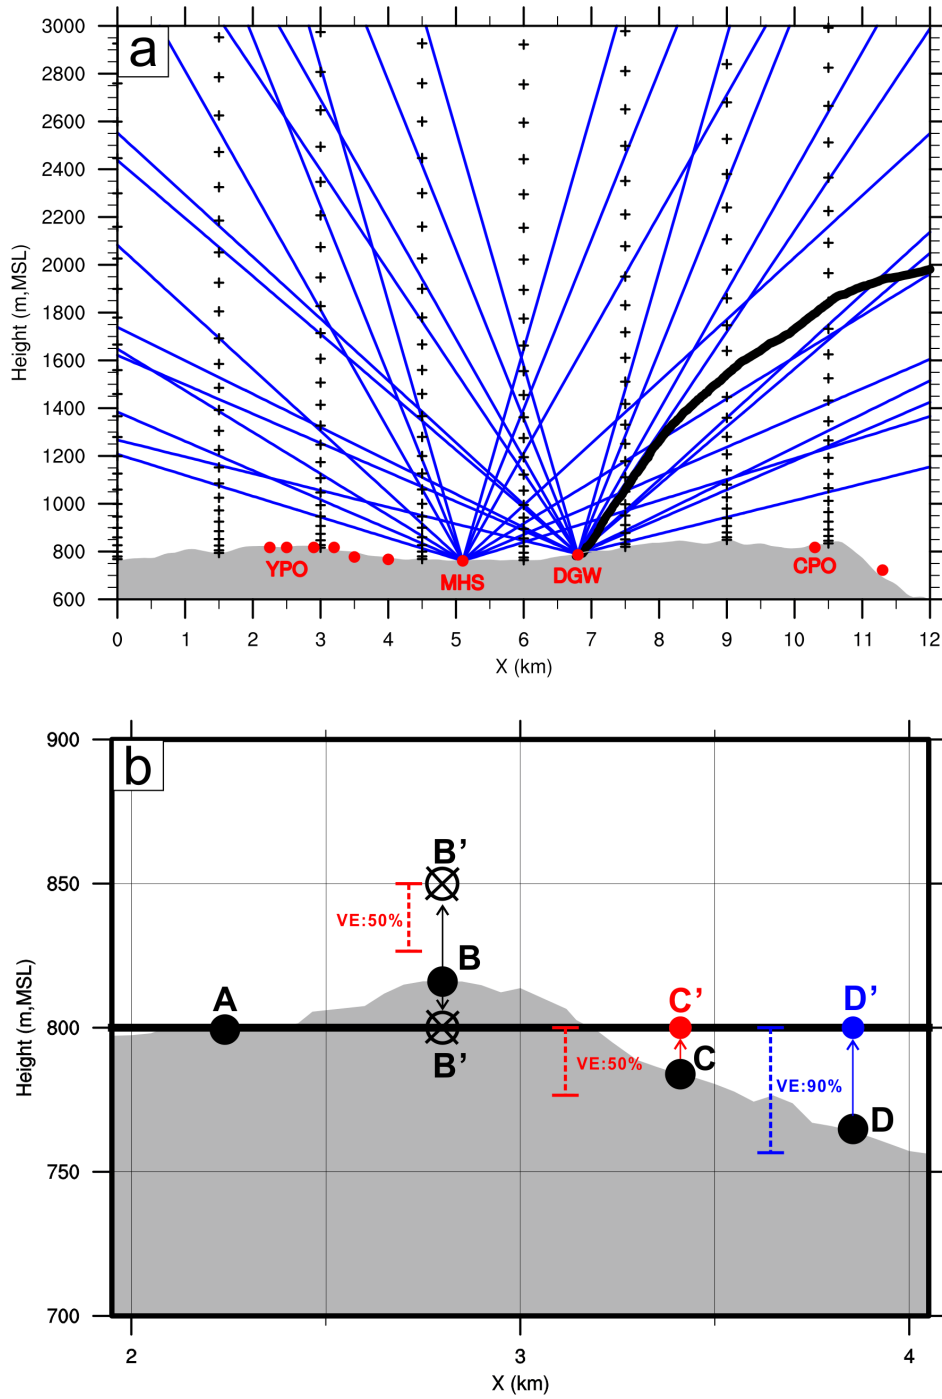 a
3000
2800
2600
2400
2200
2000
1800
1600
1400
1200
1000
800
600
Height (m,MSL)
YPO
MHS
DGW
CPO
0 1 2 3 4 5 6 7 8 9 10 11 12
X (km)
b
900
850
800
750
700
Height (m,MSL)
B’
VE:50%
B
A
B’
C’
D’
VE:50%
C
VE:90%
D
2 3 4
X (km)